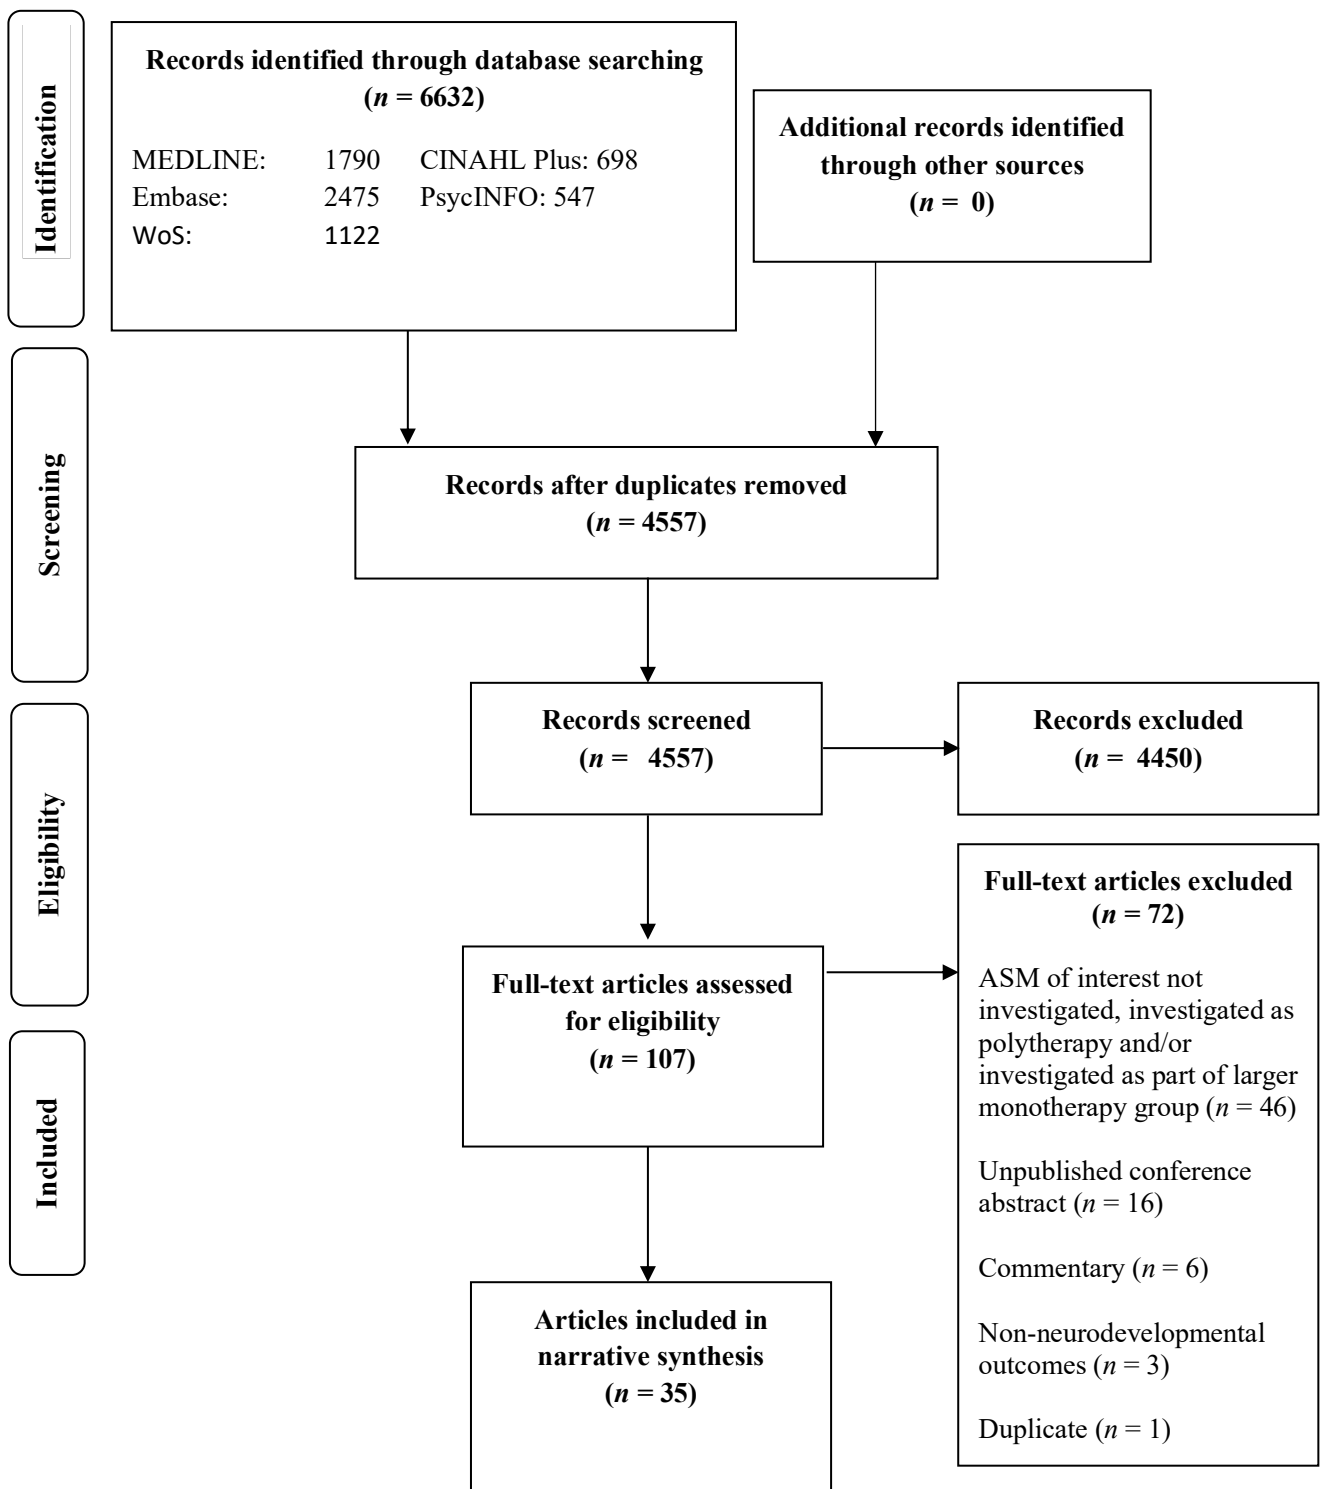 Identification
Records identified through database searching
(n = 6632)
MEDLINE: 1790 CINAHL Plus: 698
Embase: 2475 PsycINFO: 547
WoS: 1122
Additional records identified
through other sources
(n = 0)
Screening
Records after duplicates removed
(n = 4557)
Records screened
(n = 4557)
Records excluded
(n = 4450)
Eligibility
Full-text articles assessed
for eligibility
(n = 107)
Full-text articles excluded
(n = 72)
ASM of interest not
investigated, investigated as
polytherapy and/or
investigated as part of larger
monotherapy group (n = 46)
Unpublished conference
abstract (n = 16)
Commentary (n = 6)
Non-neurodevelopmental
outcomes (n = 3)
Duplicate (n = 1)
Included
Articles included in
narrative synthesis
(n = 35)